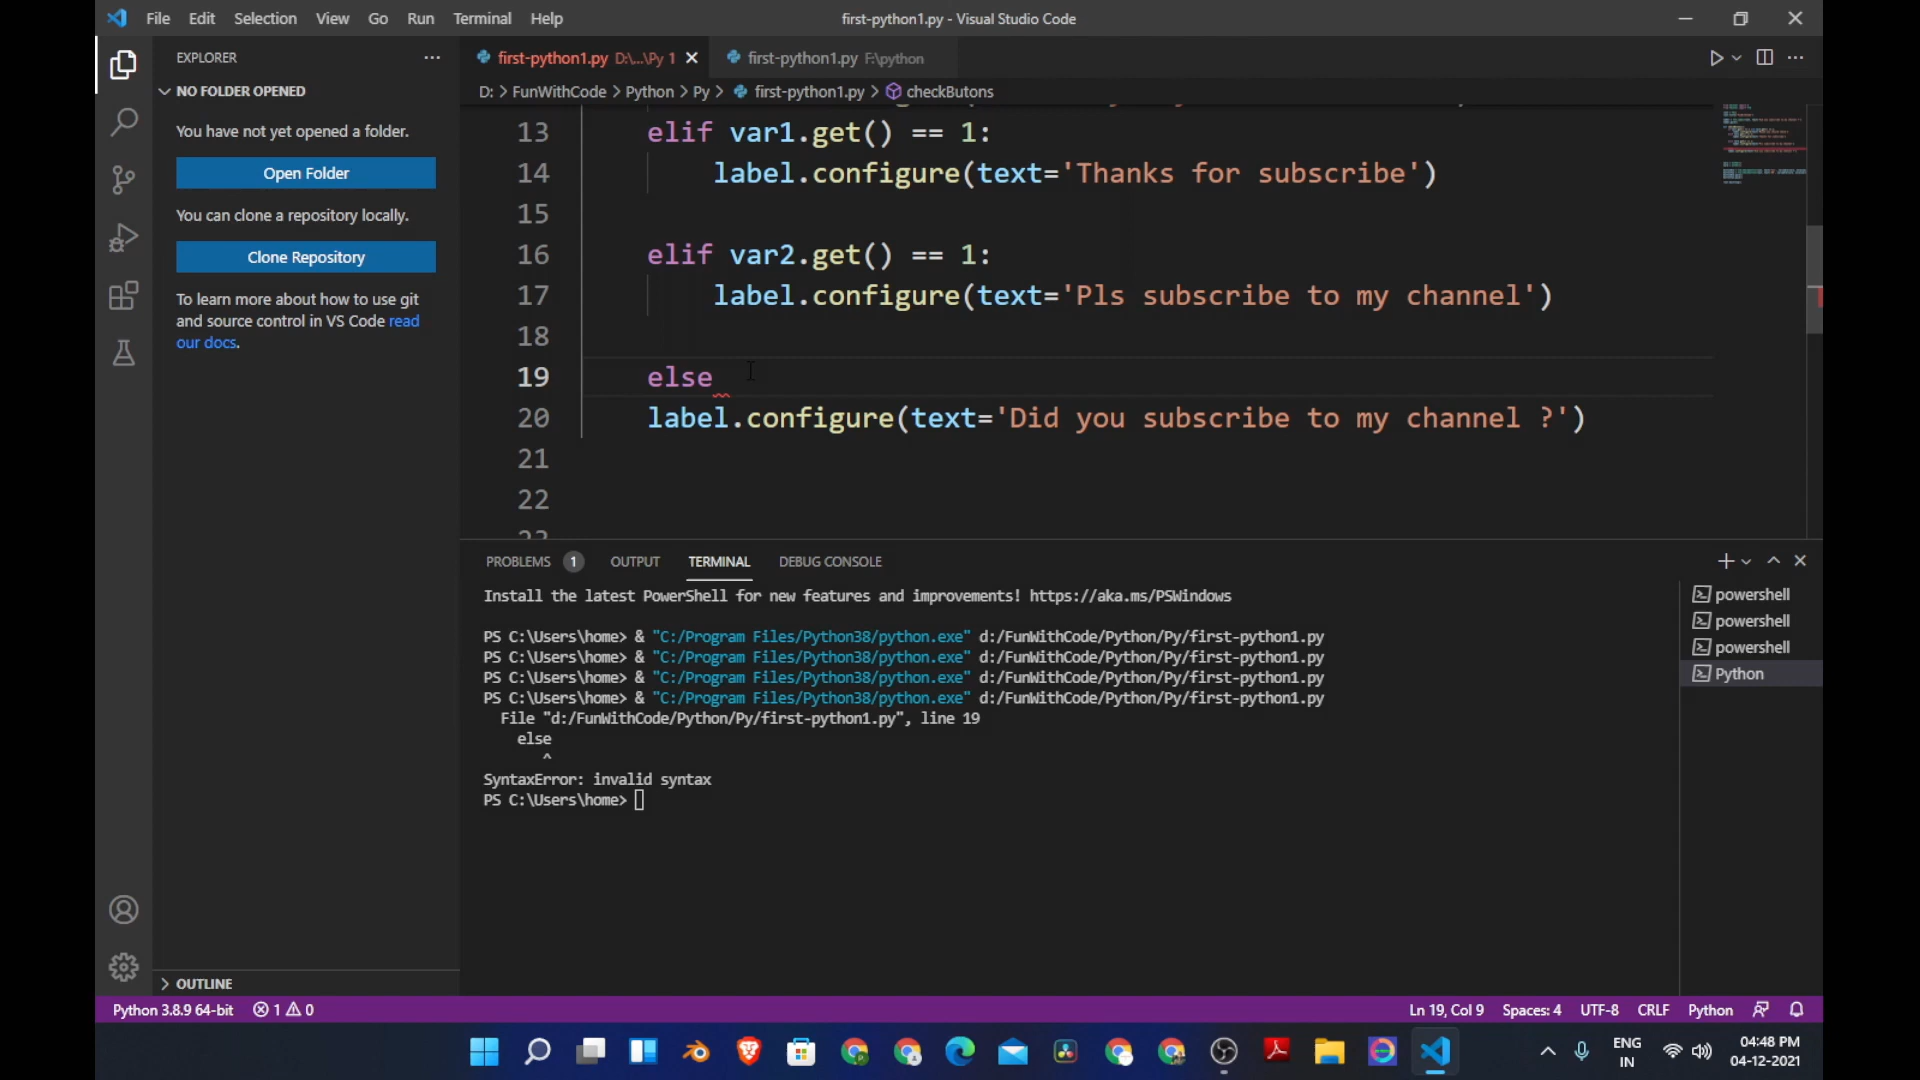 File Edit Selection View Go Run Terminal Help
first-python1.py - Visual Studio Code
EXPLORER
NO FOLDER OPENED
You have not yet opened a folder.
Open Folder
You can clone a repository locally.
Clone Repository
To learn more about how to use git
and source control in VS Code read
our docs.
OUTLINE
first-python1.py D:\...\Py 1
first-python1.py F:\python
D: > FunWithCode > Python > Py > first-python1.py > checkButons
13 elif var1.get() == 1:
14 label.configure(text='Thanks for subscribe')
15
16 elif var2.get() == 1:
17 label.configure(text='Pls subscribe to my channel')
18
19 else
20 label.configure(text='Did you subscribe to my channel ?')
21
22
PROBLEMS 1 OUTPUT TERMINAL DEBUG CONSOLE
Install the latest PowerShell for new features and improvements! https://aka.ms/PSWindows
PS C:\Users\home> & "C:/Program Files/Python38/python.exe" d:/FunWithCode/Python/Py/first-python1.py
PS C:\Users\home> & "C:/Program Files/Python38/python.exe" d:/FunWithCode/Python/Py/first-python1.py
PS C:\Users\home> & "C:/Program Files/Python38/python.exe" d:/FunWithCode/Python/Py/first-python1.py
PS C:\Users\home> & "C:/Program Files/Python38/python.exe" d:/FunWithCode/Python/Py/first-python1.py
File "d:/FunWithCode/Python/Py/first-python1.py", line 19
else
^
SyntaxError: invalid syntax
PS C:\Users\home>
powershell
powershell
powershell
Python
Python 3.8.9 64-bit 1 0
Ln 19, Col 9 Spaces: 4 UTF-8 CRLF Python
ENG
IN
04:48 PM
04-12-2021